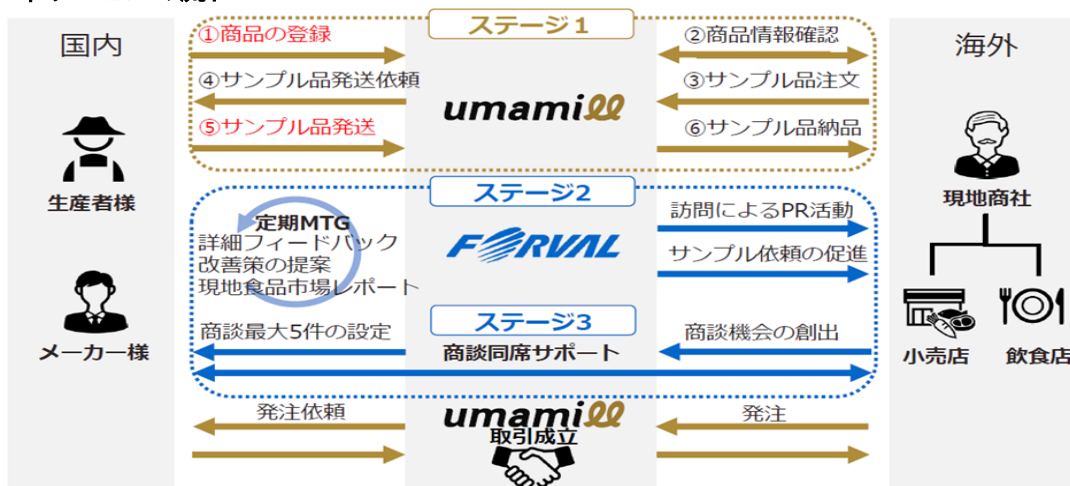 国内
ステージ１
海外
①商品の登録
②商品情報確認
④サンプル品発送依頼
③サンプル品注文
umamill
⑤サンプル品発送
⑥サンプル品納品
生産者様
現地商社
ステージ2
定期MTG
詳細フィードバック
改善策の提案
現地食品市場レポート
FORVAL
訪問によるPR活動
サンプル依頼の促進
メーカー様
小売店
飲食店
ステージ3
商談最大5件の設定
商談同席サポート
商談機会の創出
発注依頼
umamill
発注
取引成立